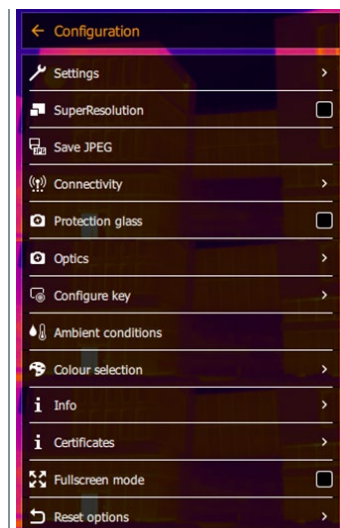 Configuration
Settings
SuperResolution
JPG
Save JPEG
Connectivity
Protection glass
Optics
Configure key
Ambient conditions
Colour selection
Info
Certificates
Fullscreen mode
Reset options